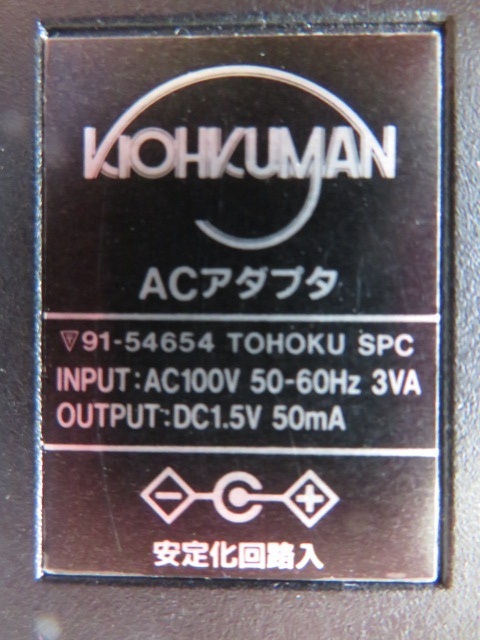 KIOHKUMAN
ACアダプタ
91-54654 TOHOKU SPC
INPUT:AC100V 50-60Hz 3VA
OUTPUT:DC1.5V 50mA
安定化回路入